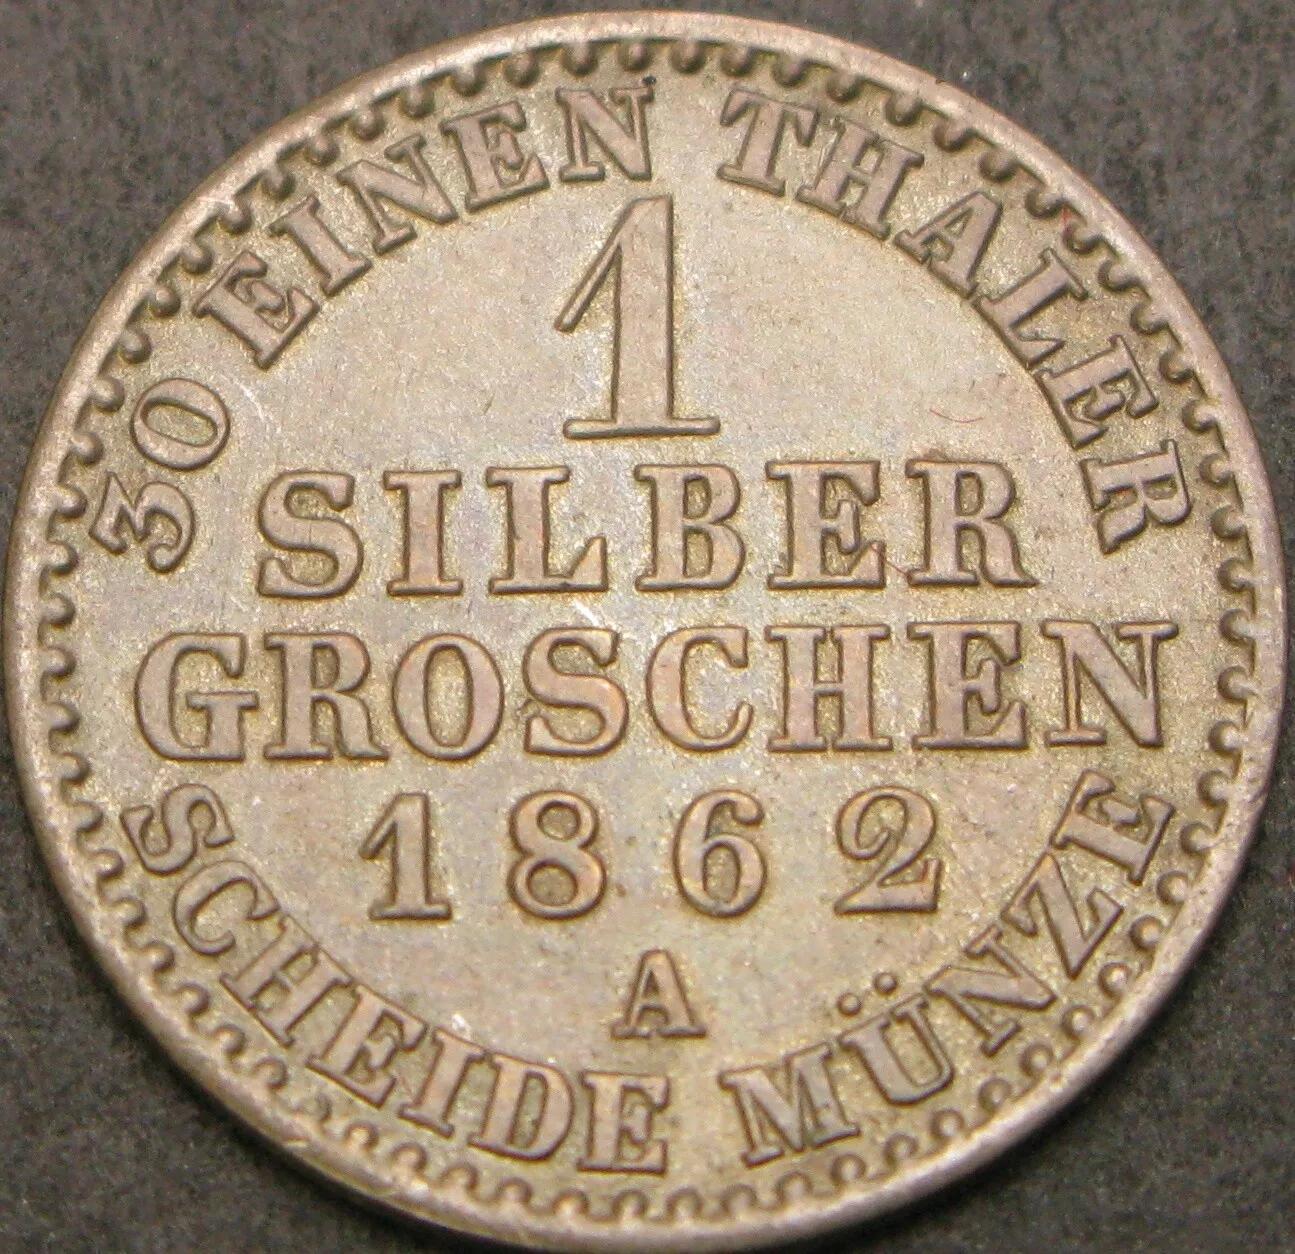 30 EINEN THALER
1
SILBER
GROSCHEN
1862
A
SCHEIDE MÜNZE